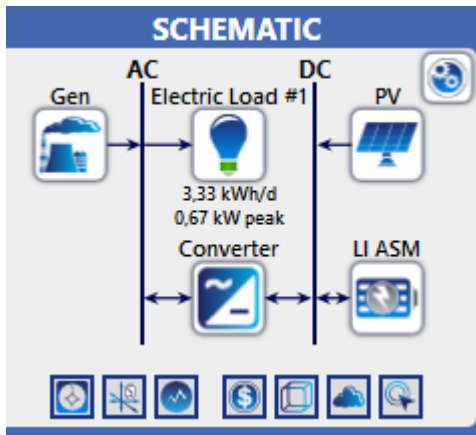 SCHEMATIC
AC DC
Gen Electric Load #1 PV
3,33 kWh/d
0,67 kW peak
Converter LI ASM